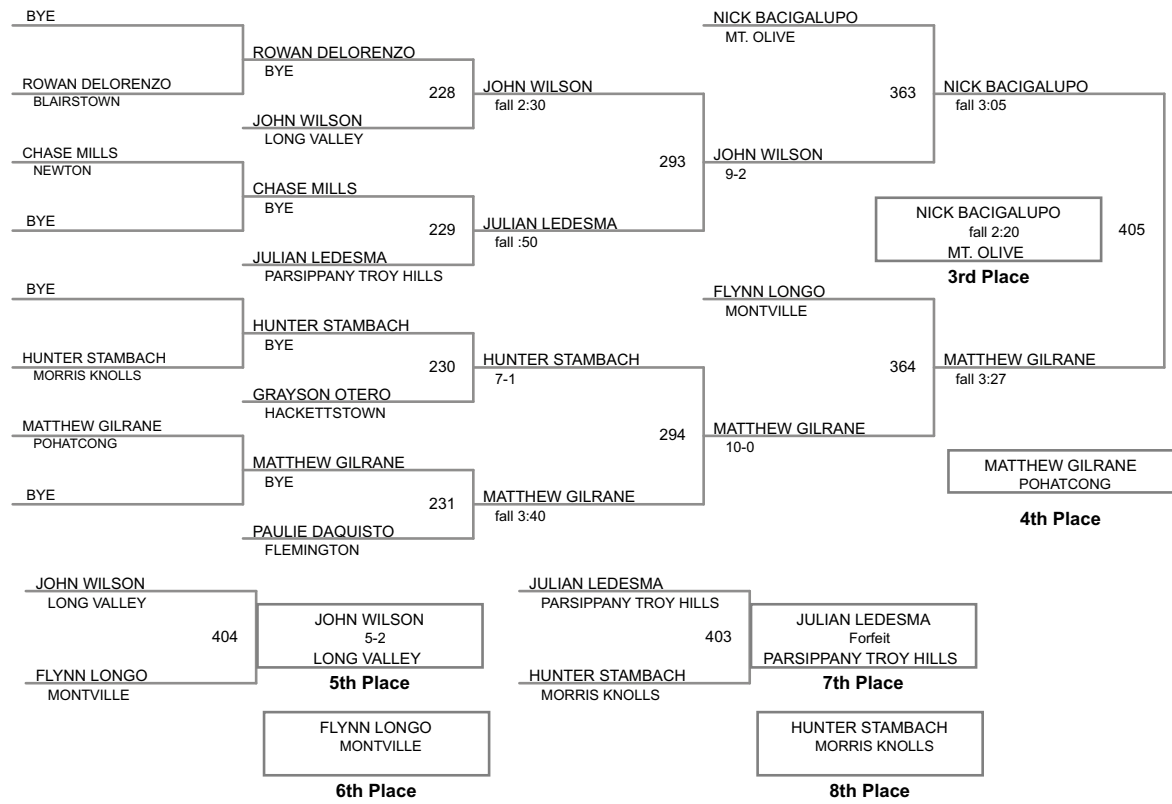 BYE
ROWAN DELORENZO
BLAIRSTOWN
CHASE MILLS
NEWTON
BYE
BYE
HUNTER STAMBACH
MORRIS KNOLLS
MATTHEW GILRANE
POHATCONG
BYE
ROWAN DELORENZO
BYE
228
JOHN WILSON
LONG VALLEY
CHASE MILLS
BYE
229
JULIAN LEDESMA
PARSIPPANY TROY HILLS
HUNTER STAMBACH
BYE
230
GRAYSON OTERO
HACKETTSTOWN
MATTHEW GILRANE
BYE
231
PAULIE DAQUISTO
FLEMINGTON
JOHN WILSON
fall 2:30
293
JULIAN LEDESMA
fall :50
HUNTER STAMBACH
7-1
294
MATTHEW GILRANE
fall 3:40
NICK BACIGALUPO
MT. OLIVE
363
JOHN WILSON
9-2
FLYNN LONGO
MONTVILLE
364
MATTHEW GILRANE
10-0
NICK BACIGALUPO
fall 3:05
405
MATTHEW GILRANE
fall 3:27
NICK BACIGALUPO
fall 2:20
MT. OLIVE
3rd Place
MATTHEW GILRANE
POHATCONG
4th Place
JOHN WILSON
LONG VALLEY
404
FLYNN LONGO
MONTVILLE
JOHN WILSON
5-2
LONG VALLEY
5th Place
FLYNN LONGO
MONTVILLE
6th Place
JULIAN LEDESMA
PARSIPPANY TROY HILLS
403
HUNTER STAMBACH
MORRIS KNOLLS
JULIAN LEDESMA
Forfeit
PARSIPPANY TROY HILLS
7th Place
HUNTER STAMBACH
MORRIS KNOLLS
8th Place